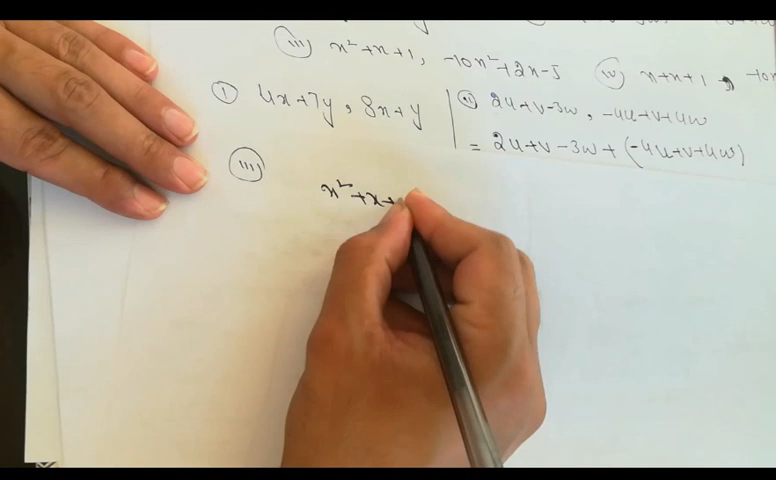 (iii) x²+x+1, -10x²+2x-5 (iv) x+x+1, -10x
(i) 4x+7y, 8x+y (ii) 2u+v-3w, -4u+v+4w
= 2u+v-3w+(-4u+v+4w)
(iii) x²+x+